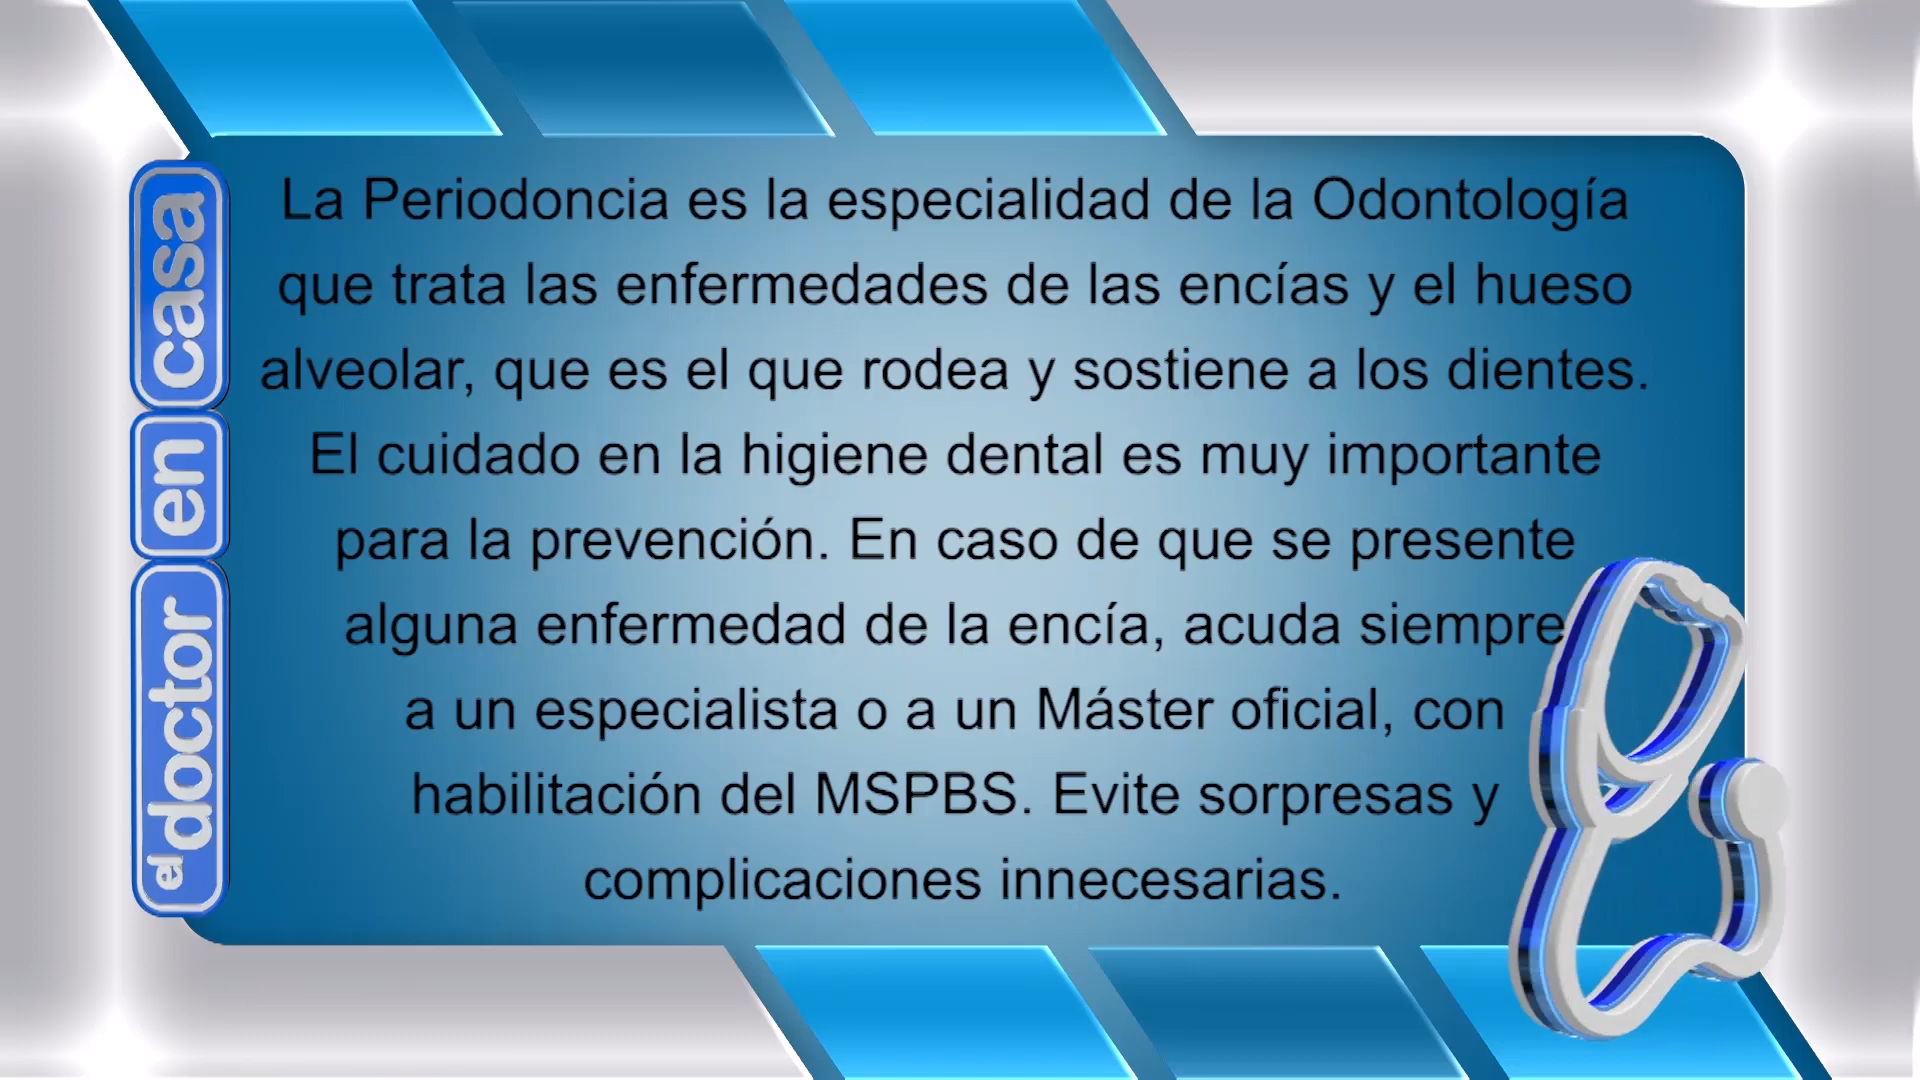 el doctor en casa
La Periodoncia es la especialidad de la Odontología
que trata las enfermedades de las encías y el hueso
alveolar, que es el que rodea y sostiene a los dientes.
El cuidado en la higiene dental es muy importante
para la prevención. En caso de que se presente
alguna enfermedad de la encía, acuda siempre
a un especialista o a un Máster oficial, con
habilitación del MSPBS. Evite sorpresas y
complicaciones innecesarias.